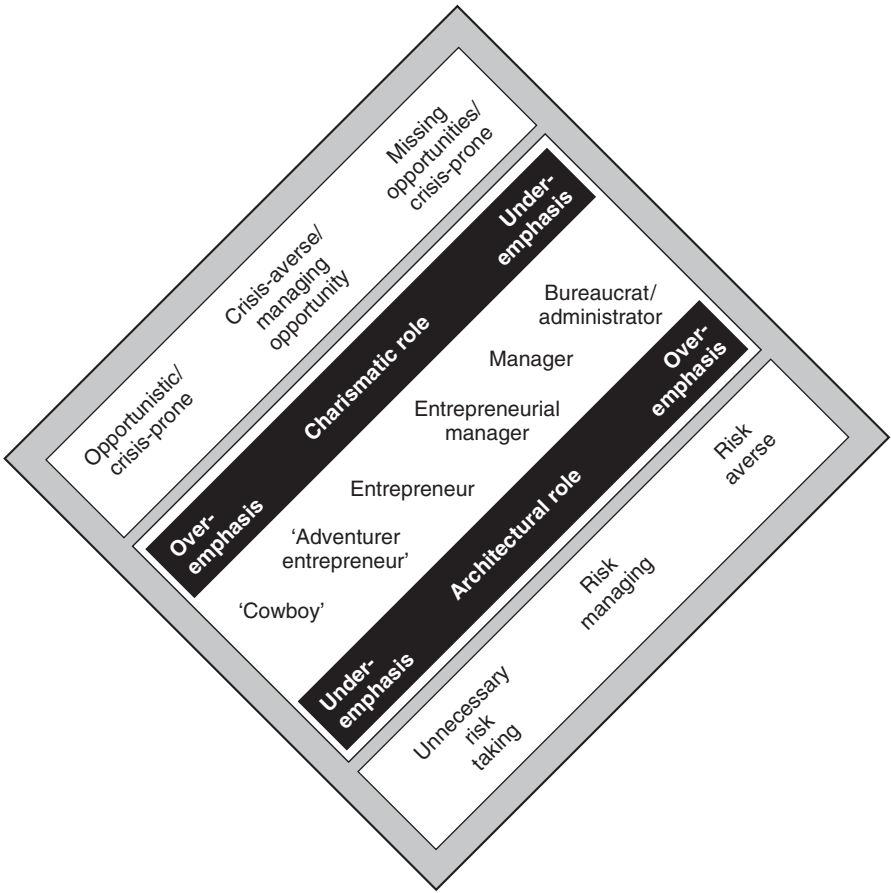 Missing
opportunities/
crisis-prone
Crisis-averse/
managing
opportunity
Opportunistic/
crisis-prone
Under-
emphasis
Charismatic role
Over-
emphasis
Bureaucrat/
administrator
Manager
Entrepreneurial
manager
Entrepreneur
‘Adventurer
entrepreneur’
‘Cowboy’
Over-
emphasis
Architectural role
Under-
emphasis
Risk
averse
Risk
managing
Unnecessary
risk
taking